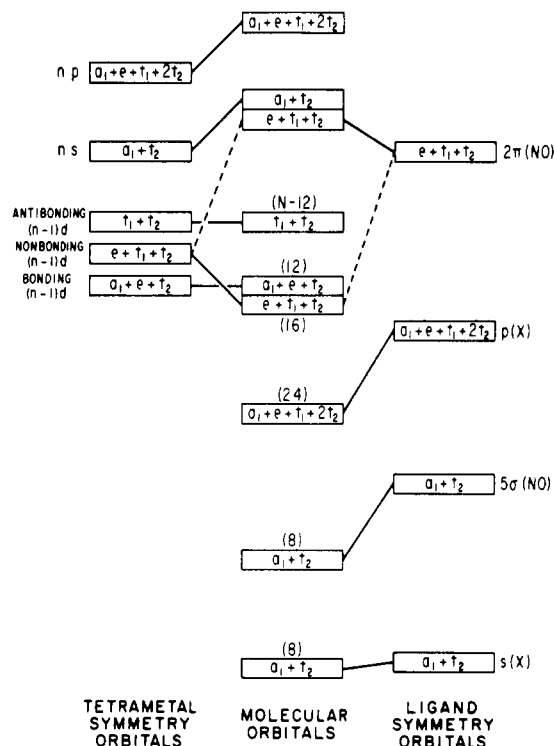 a₁+e+t₁+2t₂
n p a₁+e+t₁+2t₂
a₁+t₂
e+t₁+t₂
n s a₁+t₂
e+t₁+t₂ 2π(NO)
(N-12)
ANTIBONDING (n-1)d t₁+t₂
t₁+t₂
NONBONDING (n-1)d e+t₁+t₂
(12)
BONDING (n-1)d a₁+e+t₂
a₁+e+t₂
e+t₁+t₂
(16)
a₁+e+t₁+2t₂ p(X)
(24)
a₁+e+t₁+2t₂
a₁+t₂ 5σ(NO)
(8)
a₁+t₂
(8)
a₁+t₂
a₁+t₂ s(X)
TETRAMETAL
SYMMETRY
ORBITALS
MOLECULAR
ORBITALS
LIGAND
SYMMETRY
ORBITALS